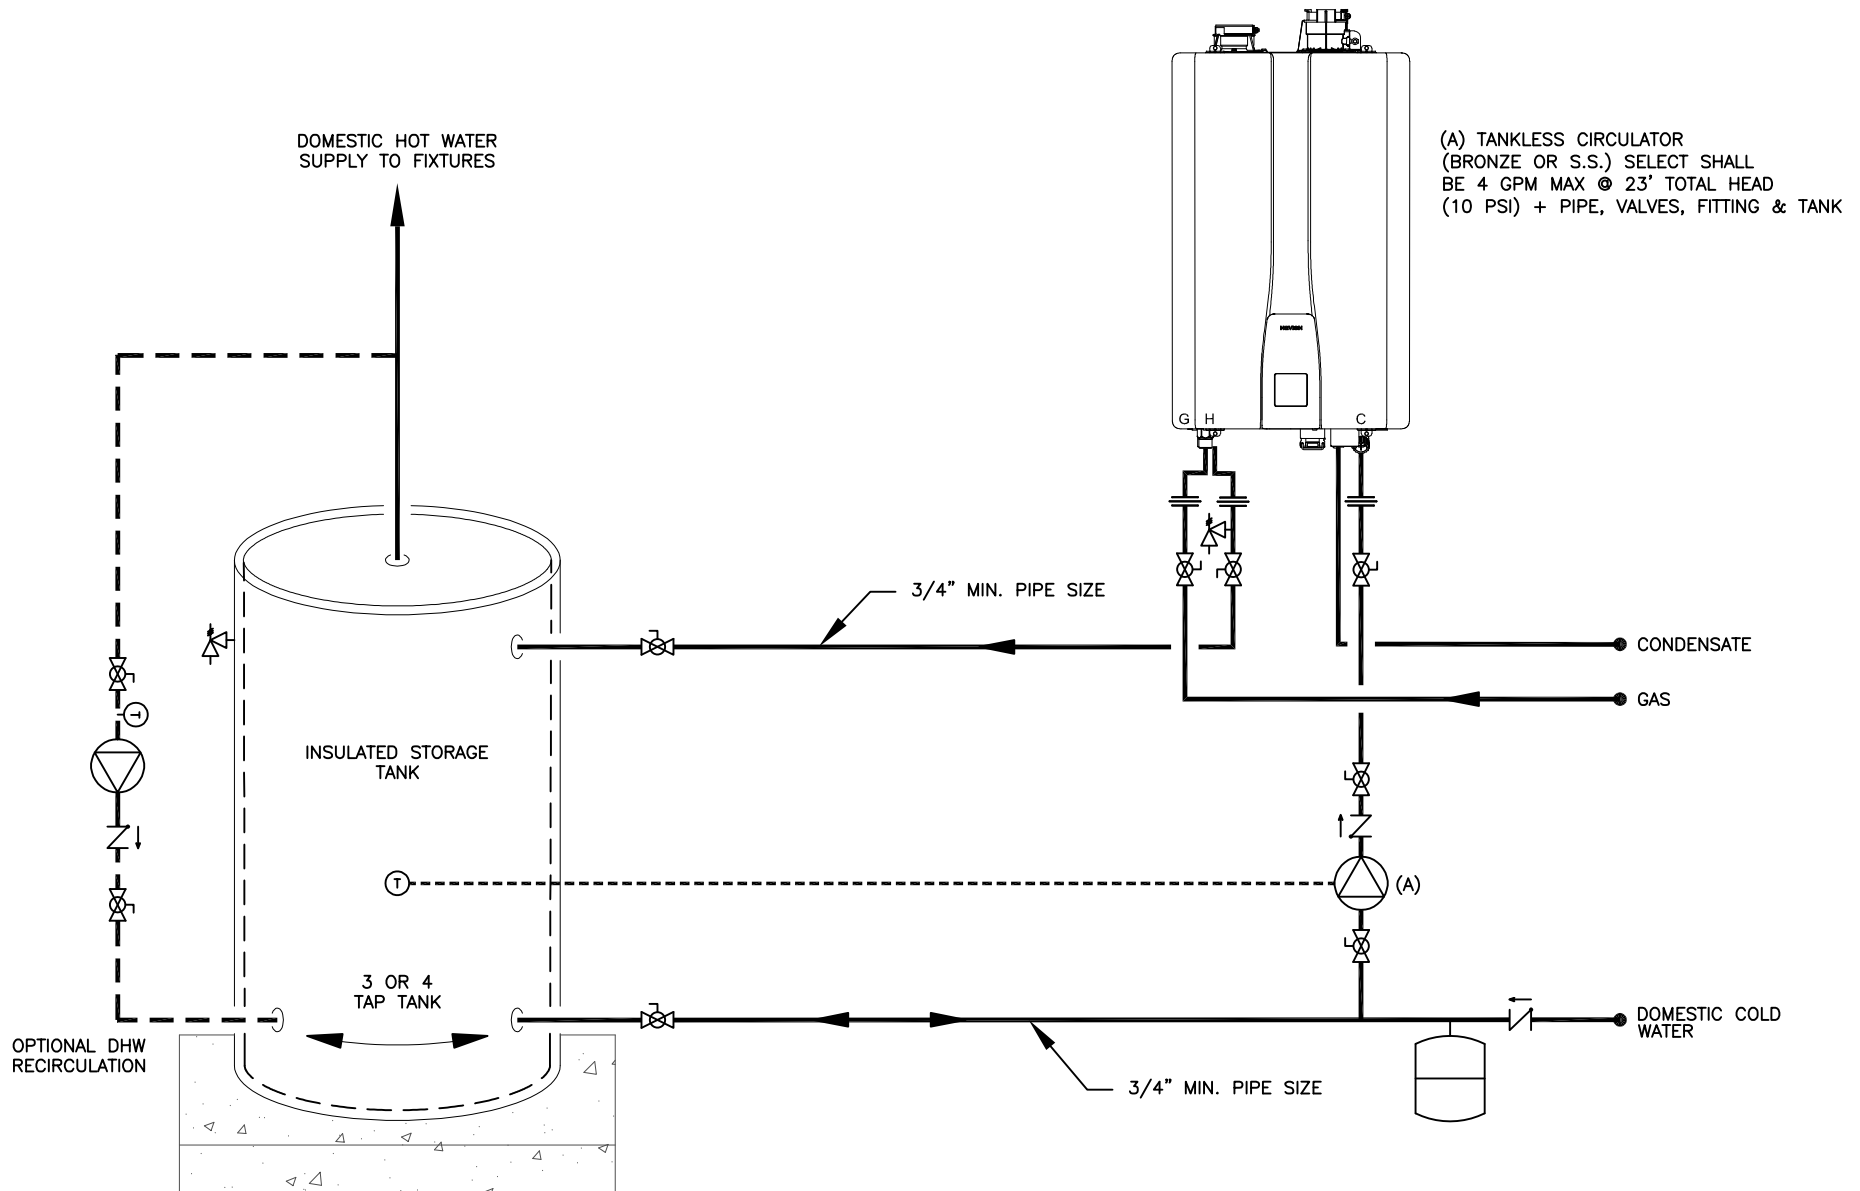 DOMESTIC HOT WATER
SUPPLY TO FIXTURES
(A) TANKLESS CIRCULATOR
(BRONZE OR S.S.) SELECT SHALL
BE 4 GPM MAX @ 23' TOTAL HEAD
(10 PSI) + PIPE, VALVES, FITTING & TANK
NAVIEN
G H
C
3/4" MIN. PIPE SIZE
CONDENSATE
GAS
T
INSULATED STORAGE
TANK
T
(A)
3 OR 4
TAP TANK
DOMESTIC COLD
WATER
OPTIONAL DHW
RECIRCULATION
3/4" MIN. PIPE SIZE